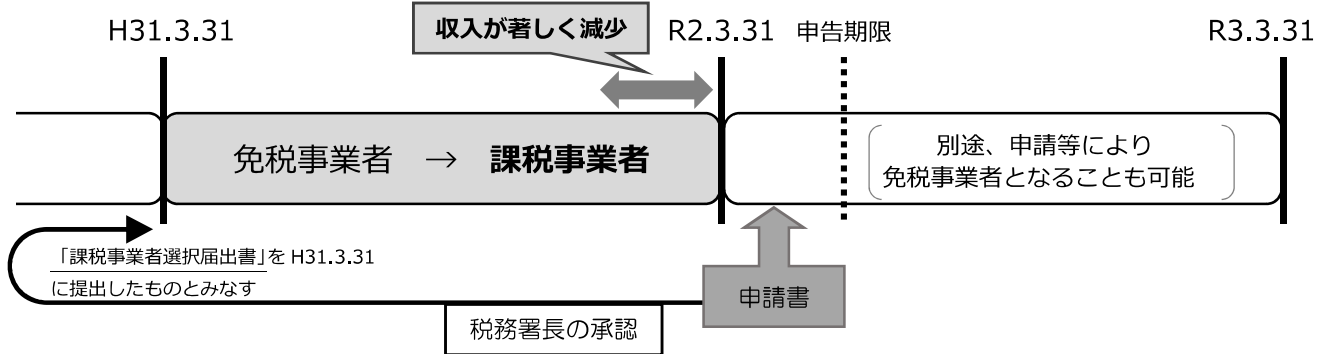 収入が著しく減少
H31.3.31
R2.3.31
申告期限
R3.3.31
免税事業者 → 課税事業者
別途、申請等により
免税事業者となることも可能
「課税事業者選択届出書」を H31.3.31
に提出したものとみなす
申請書
税務署長の承認